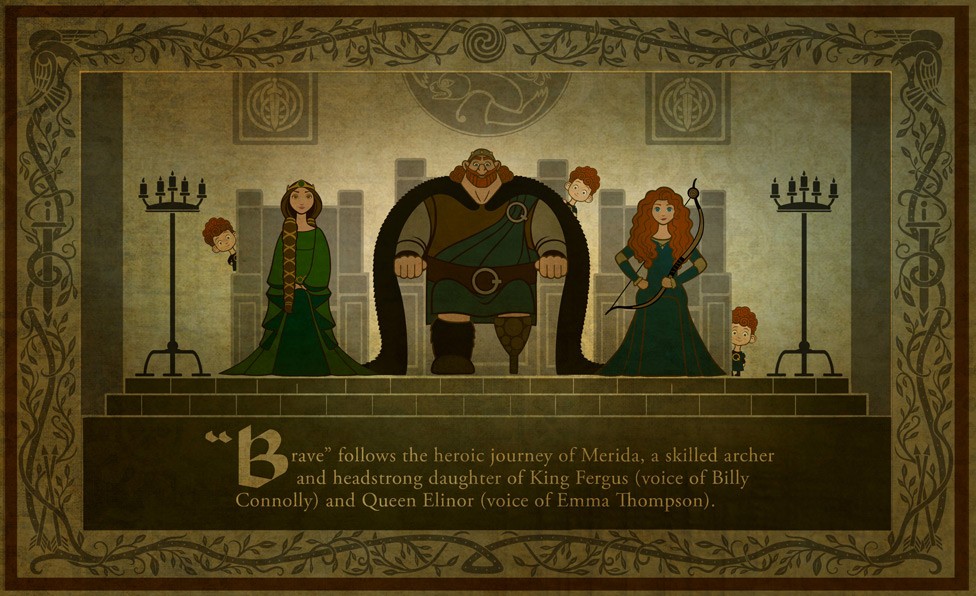 “Brave” follows the heroic journey of Merida, a skilled archer
and headstrong daughter of King Fergus (voice of Billy
Connolly) and Queen Elinor (voice of Emma Thompson).